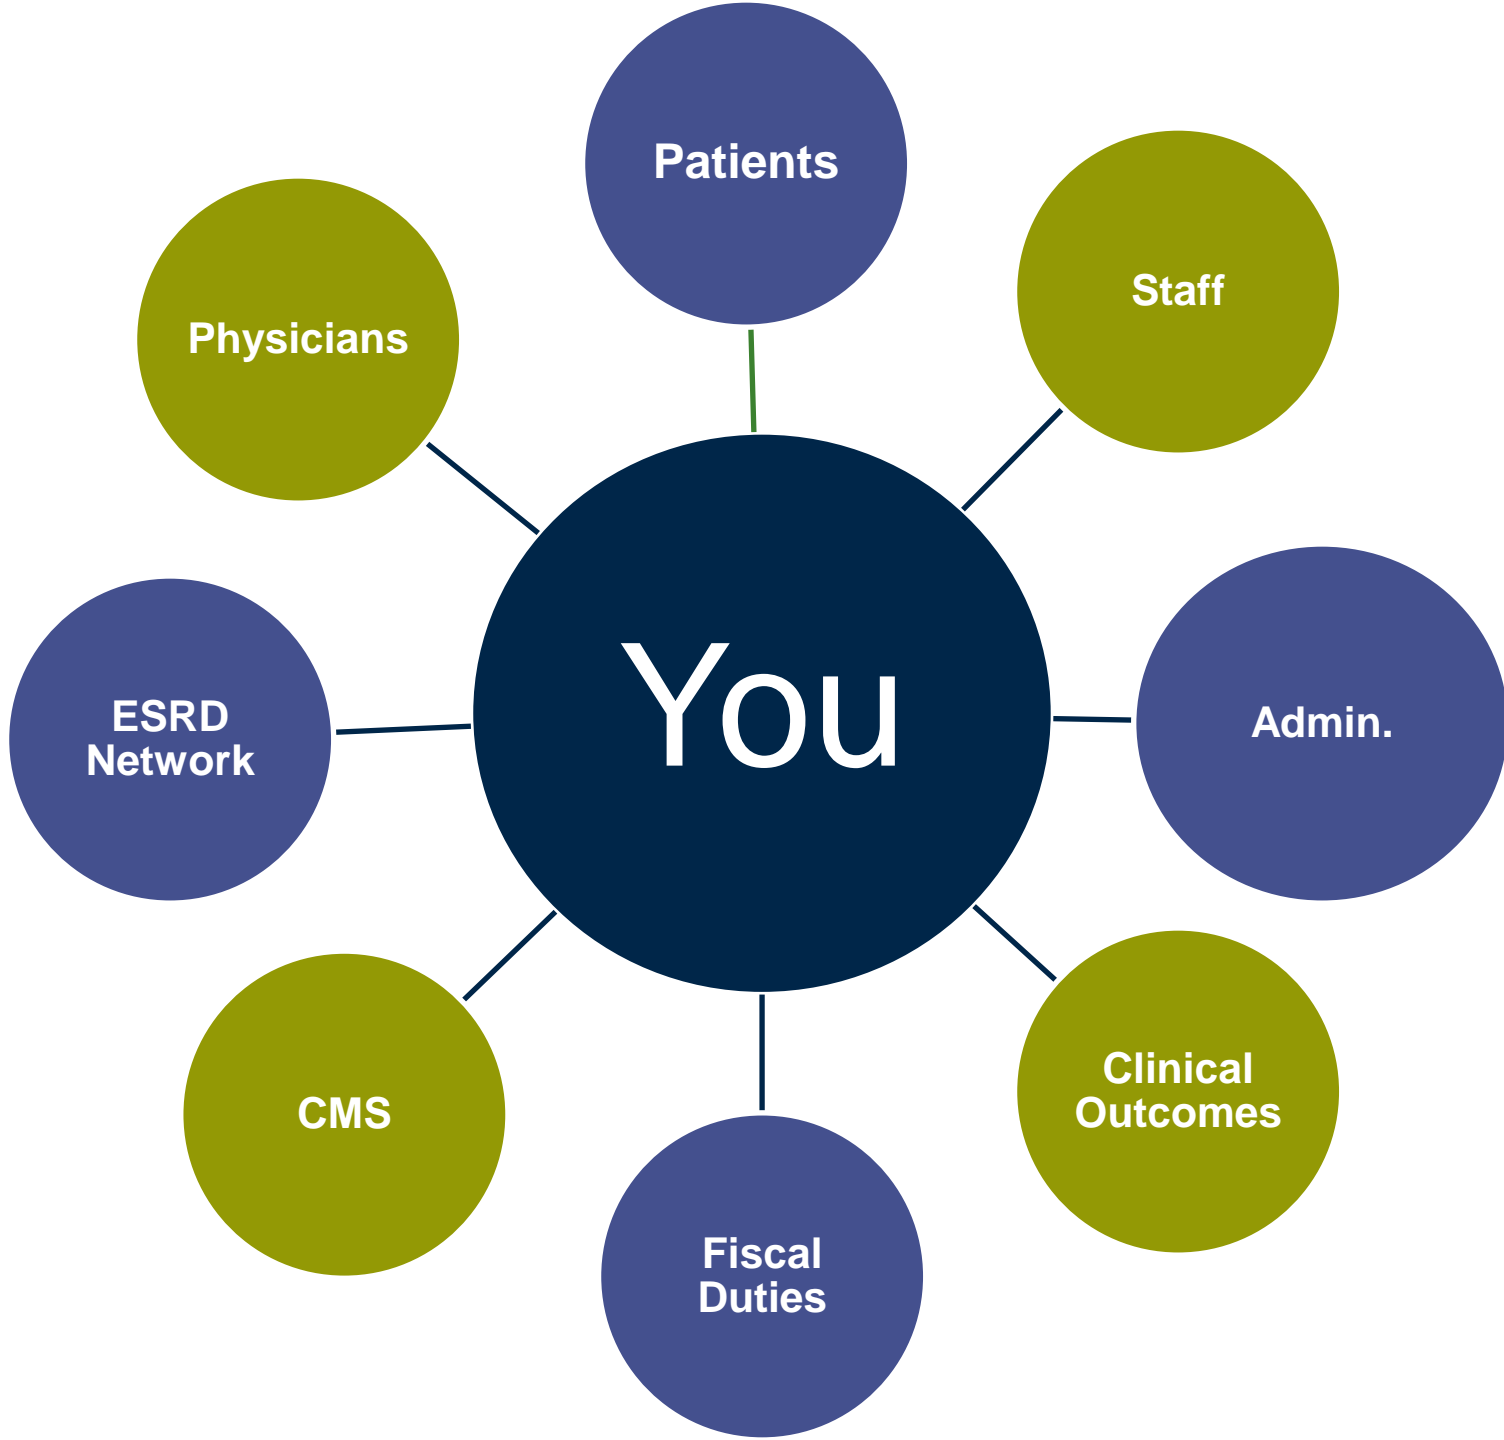 Patients
Staff
Physicians
You
ESRD
Network
Admin.
Clinical
Outcomes
CMS
Fiscal
Duties